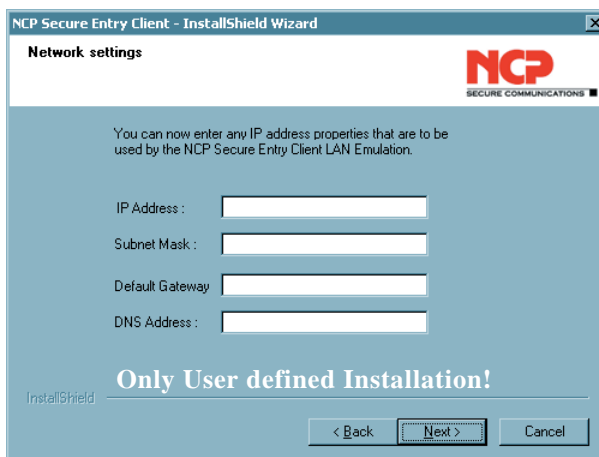 NCP Secure Entry Client - InstallShield Wizard
Network settings
NCP
SECURE COMMUNICATIONS
You can now enter any IP address properties that are to be
used by the NCP Secure Entry Client LAN Emulation.
IP Address :
Subnet Mask :
Default Gateway
DNS Address :
Only User defined Installation!
InstallShield
< Back
Next >
Cancel